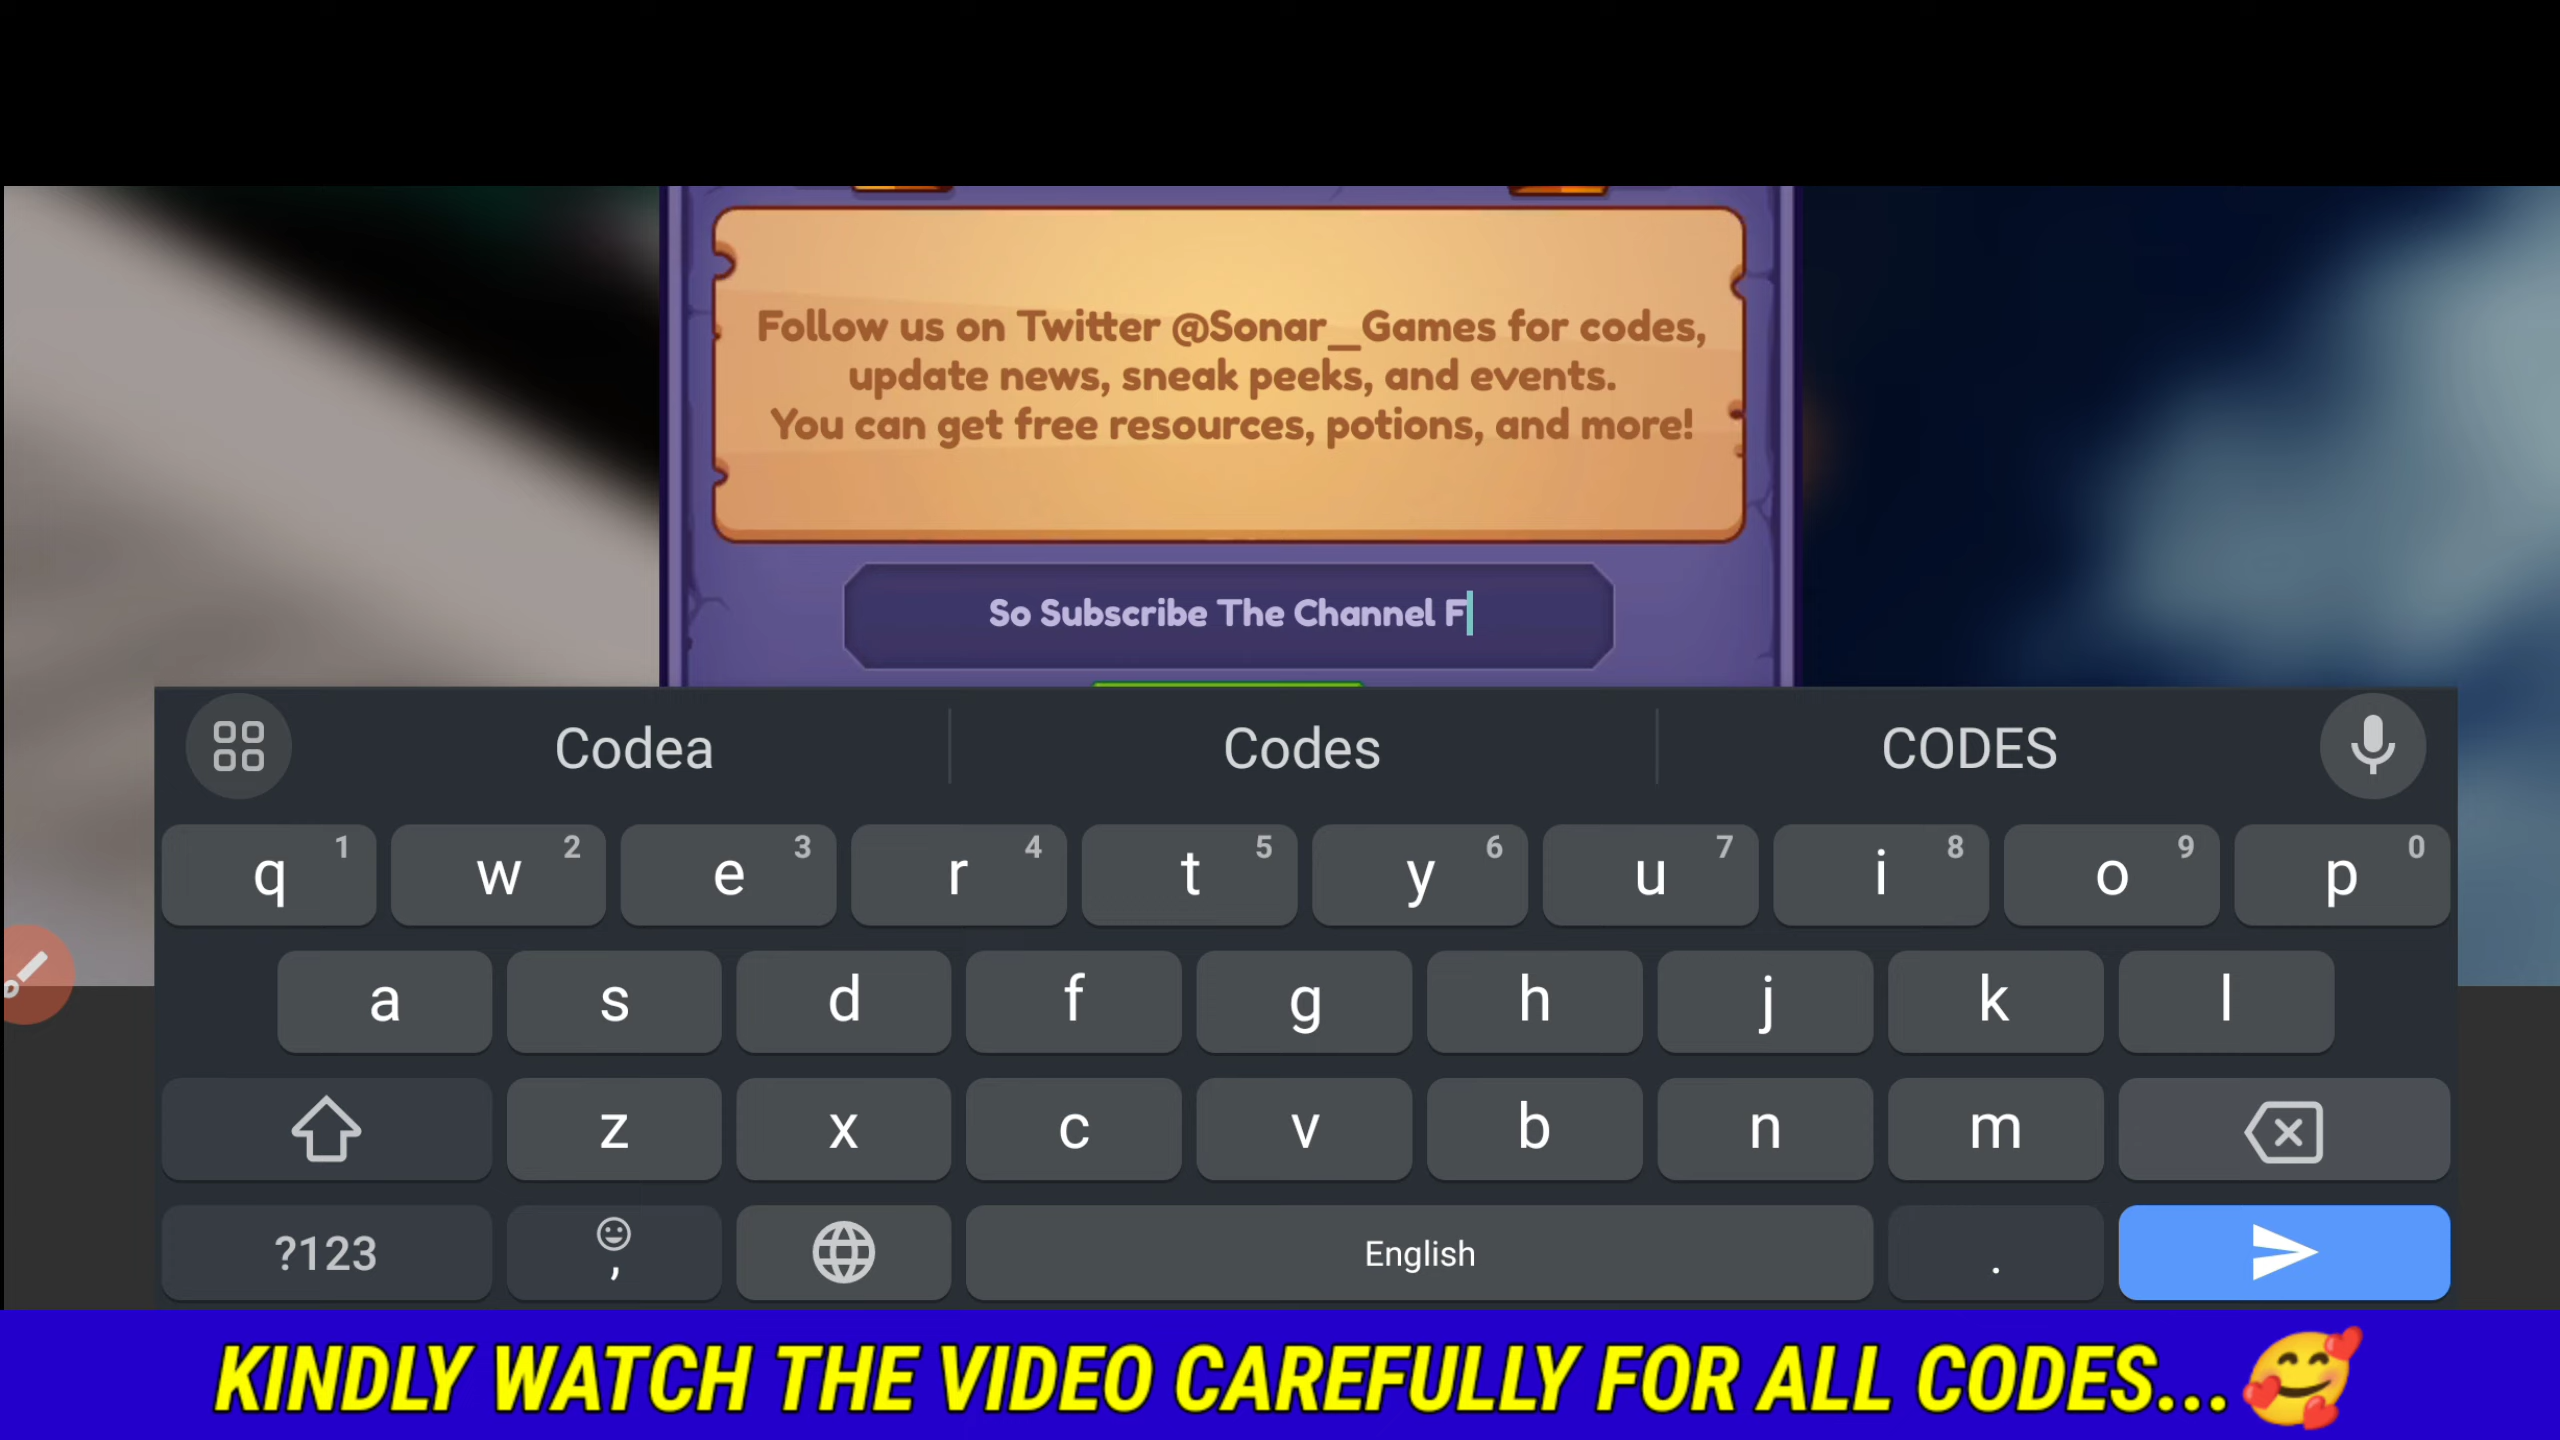 Follow us on Twitter @Sonar_Games for codes,
update news, sneak peeks, and events.
You can get free resources, potions, and more!
So Subscribe The Channel F
Codea Codes CODES
q 1 w 2 e 3 r 4 t 5 y 6 u 7 i 8 o 9 p 0
a s d f g h j k l
z x c v b n m
?123 , English .
KINDLY WATCH THE VIDEO CAREFULLY FOR ALL CODES...🥰